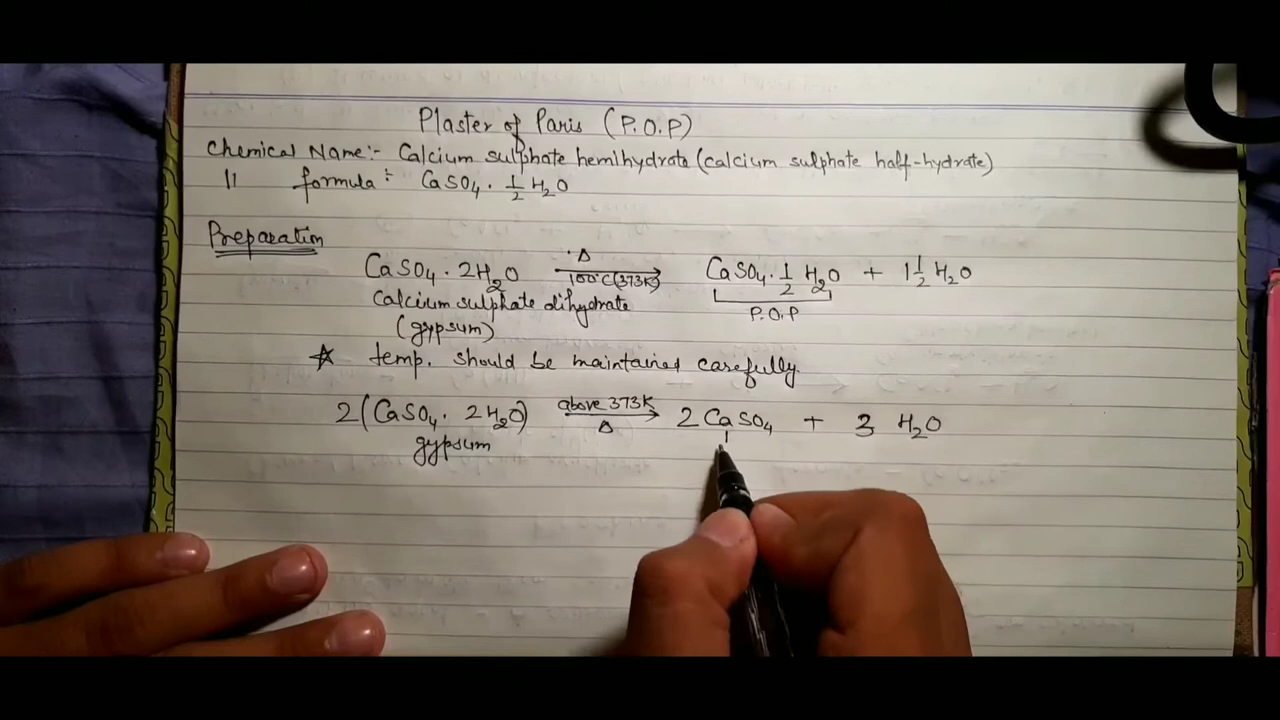 Plaster of Paris (P.O.P)
Chemical Name:- Calcium sulphate hemihydrate (calcium sulphate half-hydrate)
〃 formula :- CaSO4 . 1/2 H2O
Preparation
Δ
CaSO4 . 2H2O 100°C(373K) → CaSO4 . 1/2 H2O + 1 1/2 H2O
Calcium sulphate dihydrate P.O.P
(gypsum)
☆ temp. should be maintained carefully.
2(CaSO4 . 2H2O) above 373K → 2CaSO4 + 3 H2O
Δ
gypsum